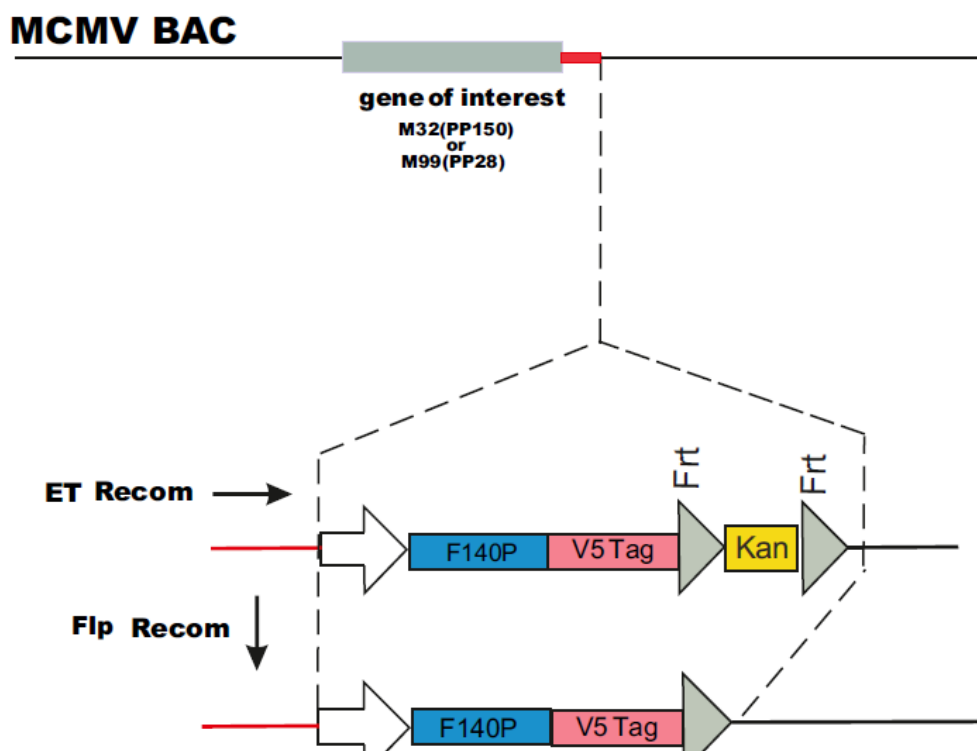 MCMV BAC
gene of interest
M32(PP150)
or
M99(PP28)
Frt
Frt
ET Recom
F140P
V5 Tag
Kan
Flp Recom
F140P
V5 Tag